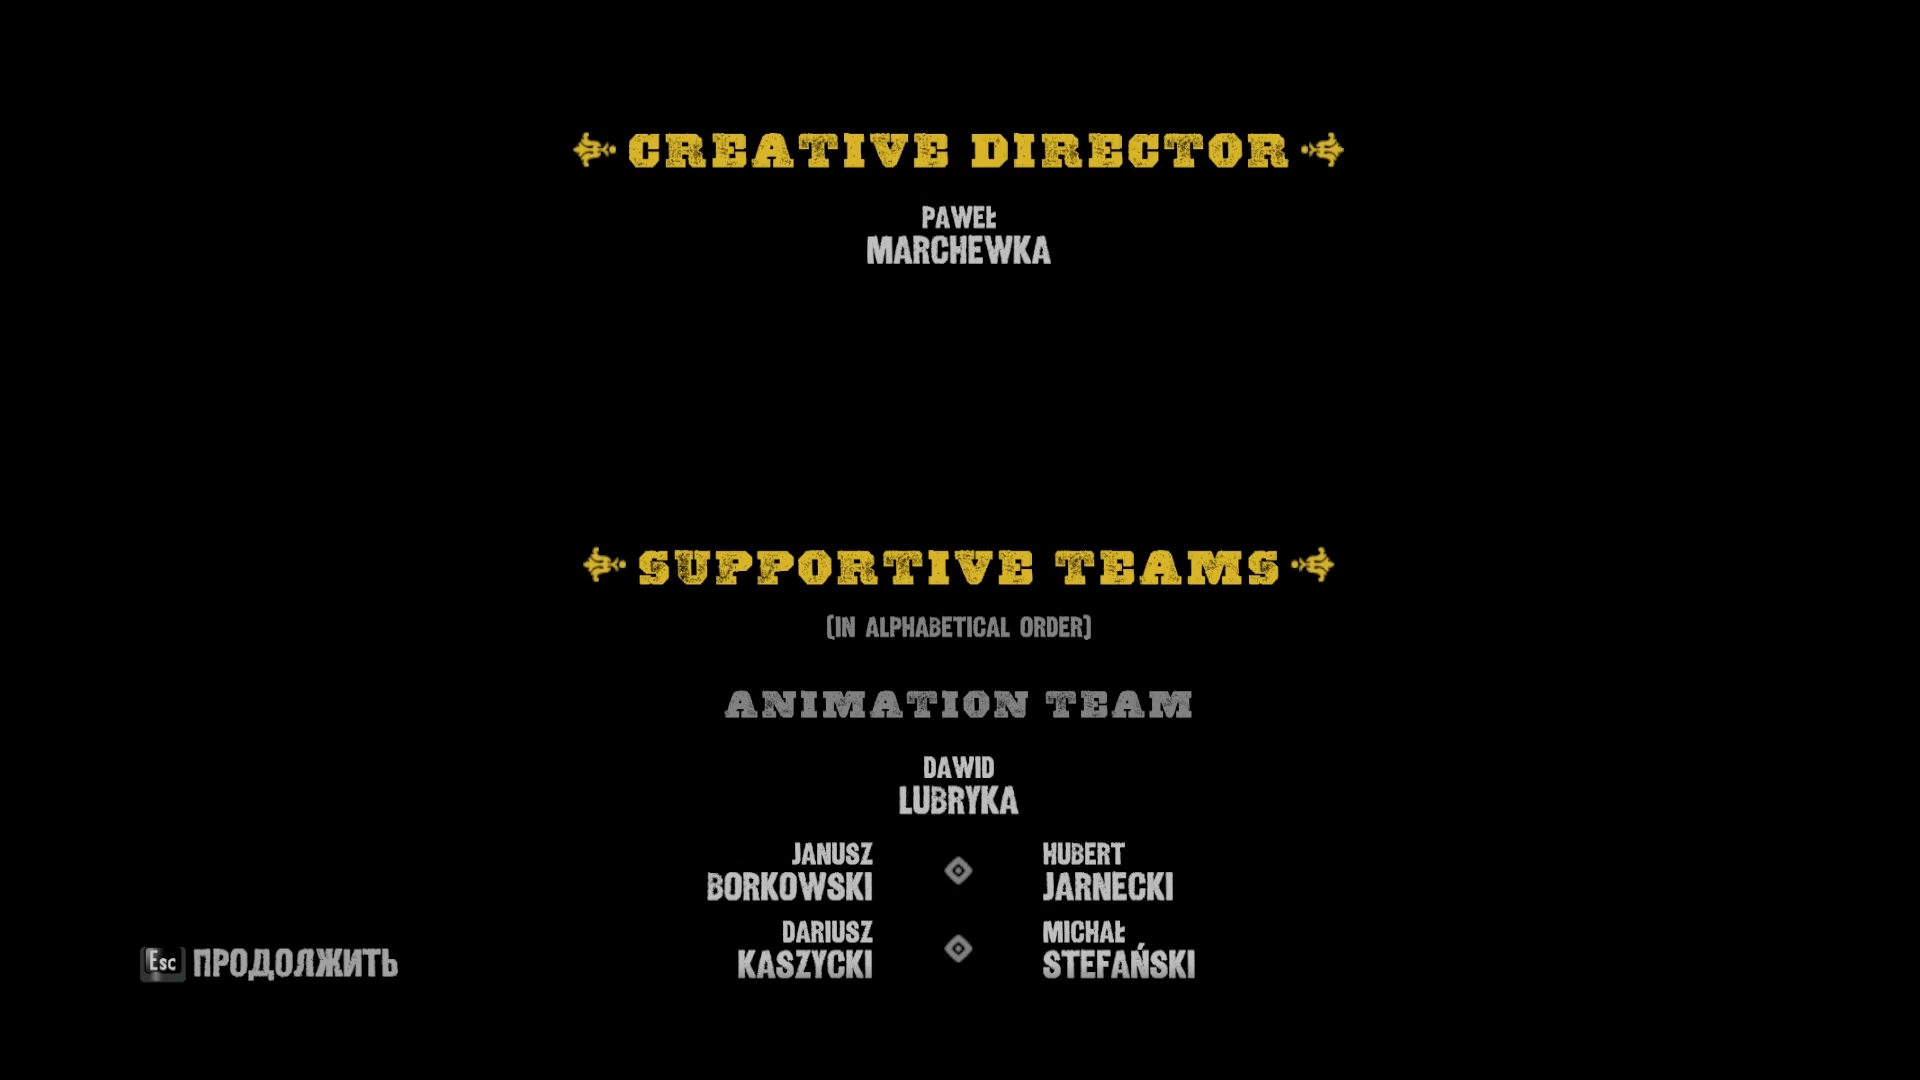 CREATIVE DIRECTOR
PAWEŁ
MARCHEWKA
SUPPORTIVE TEAMS
(IN ALPHABETICAL ORDER)
ANIMATION TEAM
DAWID
LUBRYKA
JANUSZ
BORKOWSKI
HUBERT
JARNECKI
DARIUSZ
KASZYCKI
MICHAŁ
STEFAŃSKI
Esc ПРОДОЛЖИТЬ